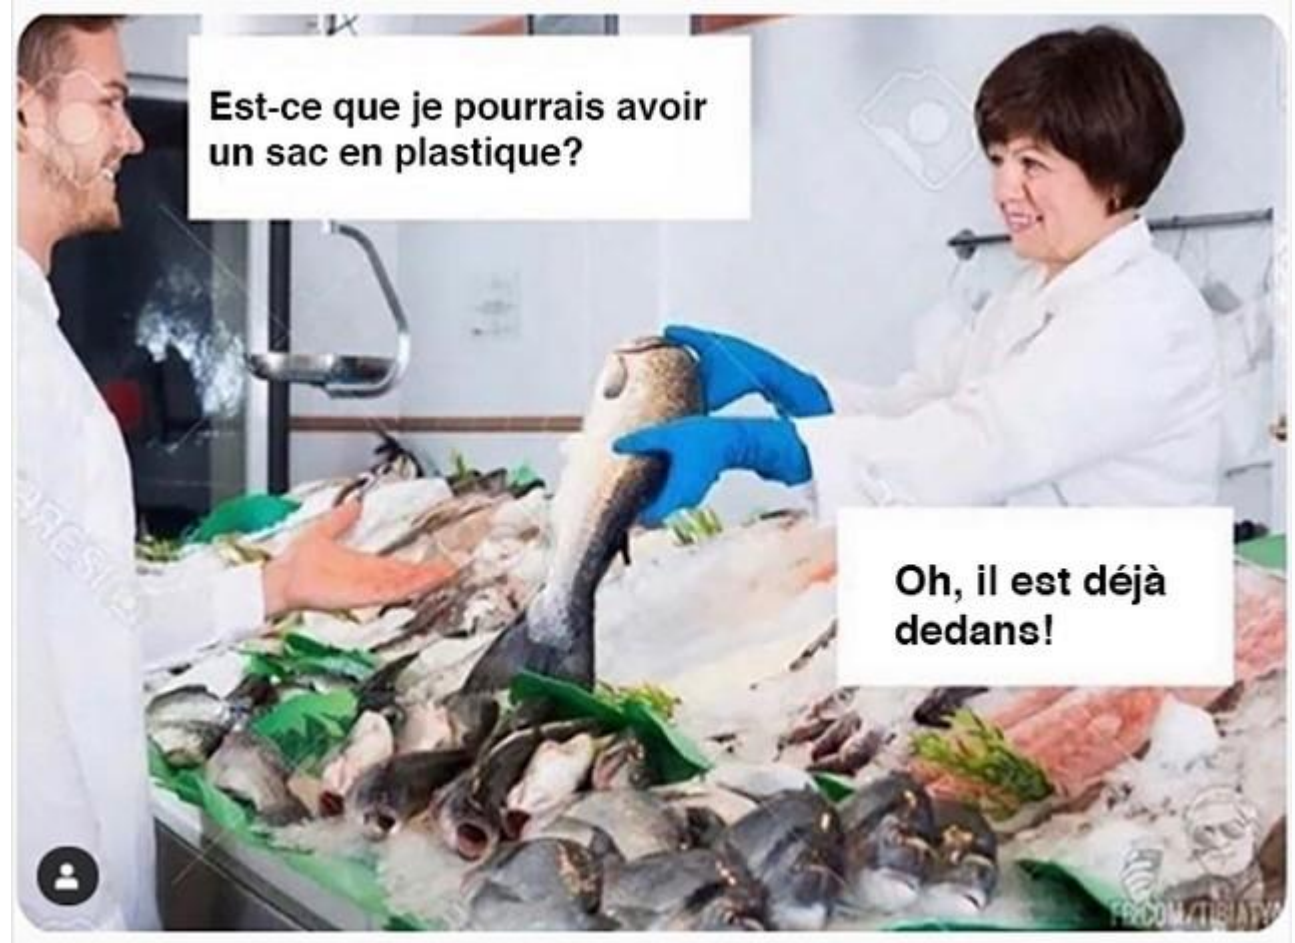 Est-ce que je pourrais avoir
un sac en plastique?
Oh, il est déjà
dedans!